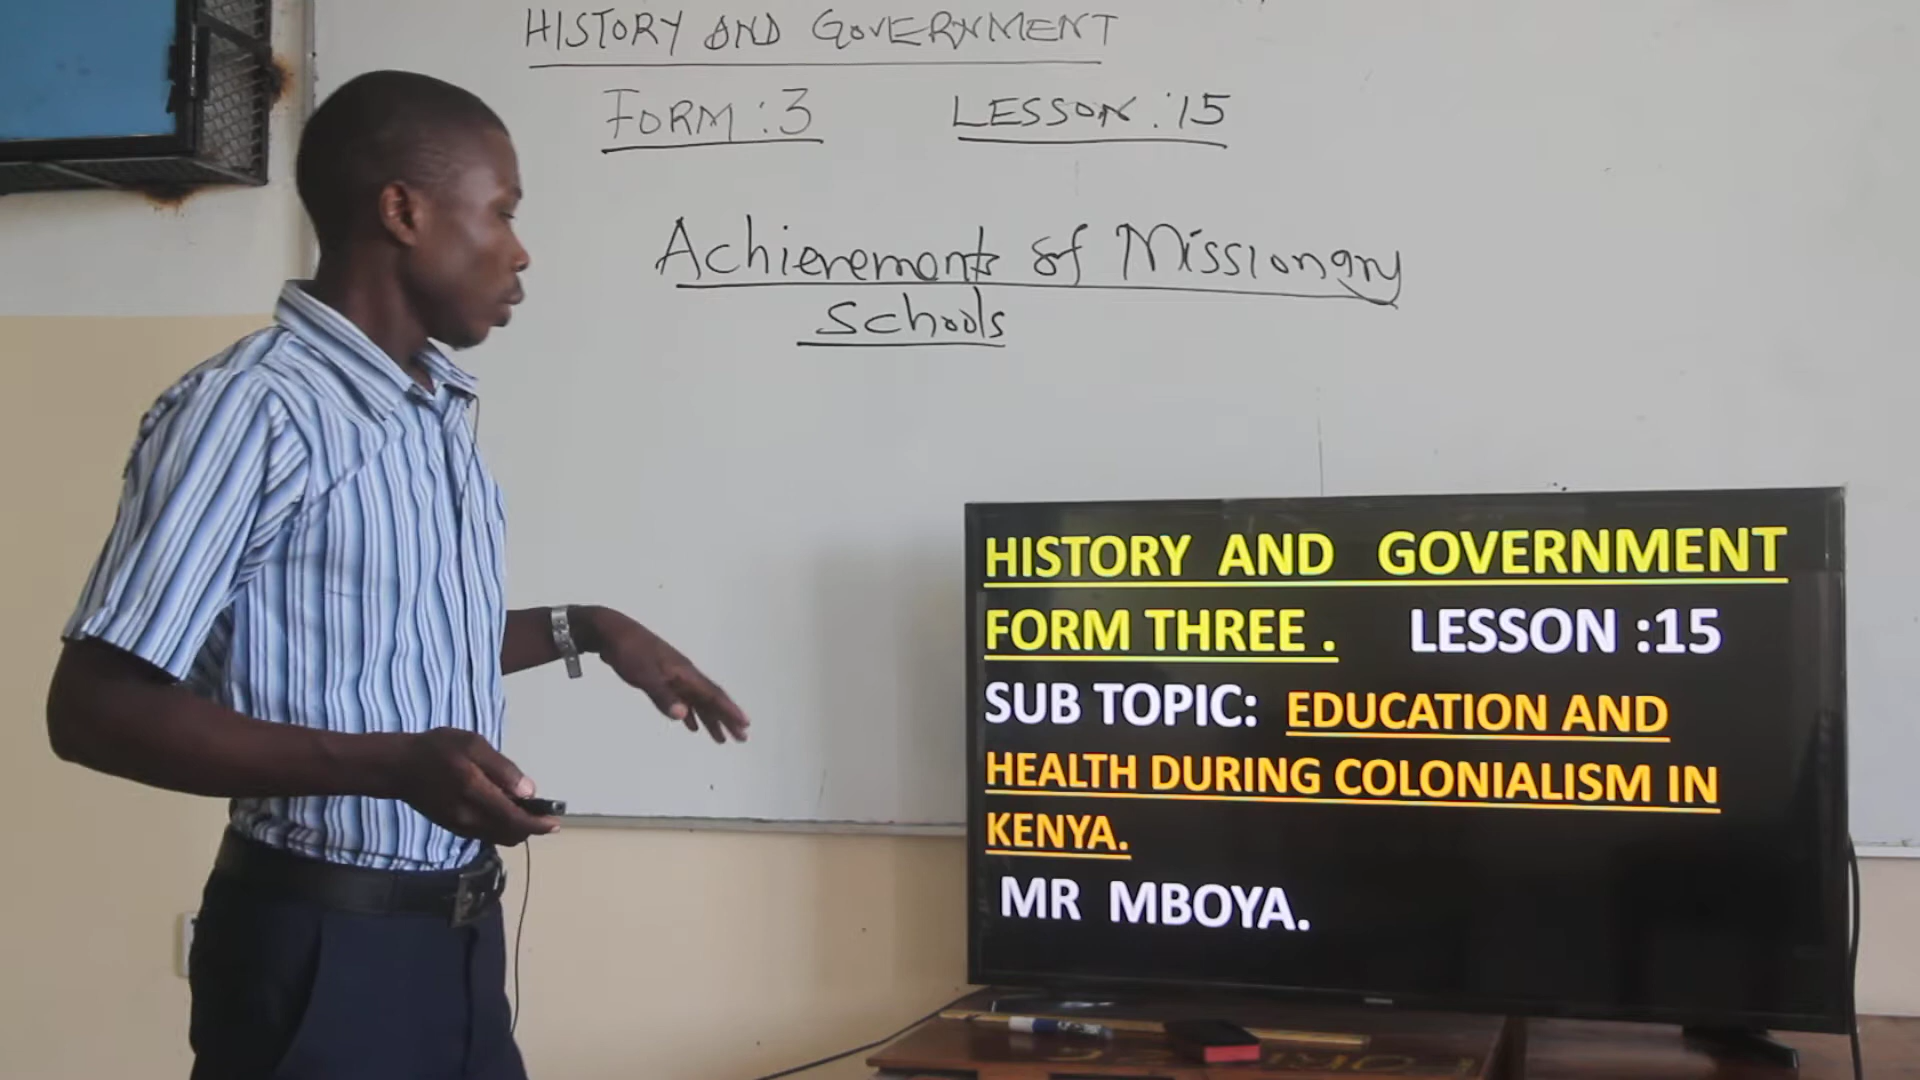 HISTORY AND GOVERNMENT
FORM : 3 LESSON : 15
Achievements of Missionary
Schools
HISTORY AND GOVERNMENT
FORM THREE . LESSON :15
SUB TOPIC: EDUCATION AND
HEALTH DURING COLONIALISM IN
KENYA.
MR MBOYA.